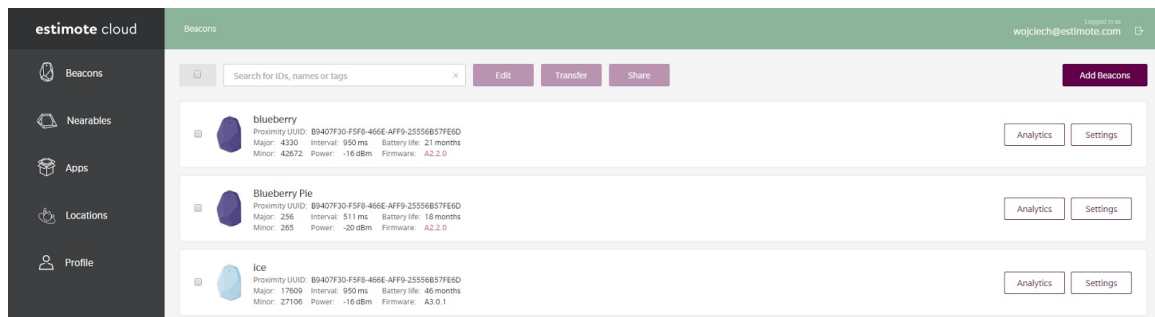 estimote cloud
Beacons
Logged in as
wojciech@estimote.com
Beacons
Nearables
Apps
Locations
Profile
Search for IDs, names or tags
×
Edit
Transfer
Share
Add Beacons
blueberry
Proximity UUID: B9407F30-F5F8-466E-AFF9-25556B57FE6D
Major: 4330 Interval: 950 ms Battery life: 21 months
Minor: 42672 Power: -16 dBm Firmware: A2.2.0
Analytics
Settings
Blueberry Pie
Proximity UUID: B9407F30-F5F8-466E-AFF9-25556B57FE6D
Major: 256 Interval: 511 ms Battery life: 18 months
Minor: 265 Power: -20 dBm Firmware: A2.2.0
Analytics
Settings
ice
Proximity UUID: B9407F30-F5F8-466E-AFF9-25556B57FE6D
Major: 17609 Interval: 950 ms Battery life: 46 months
Minor: 27106 Power: -16 dBm Firmware: A3.0.1
Analytics
Settings